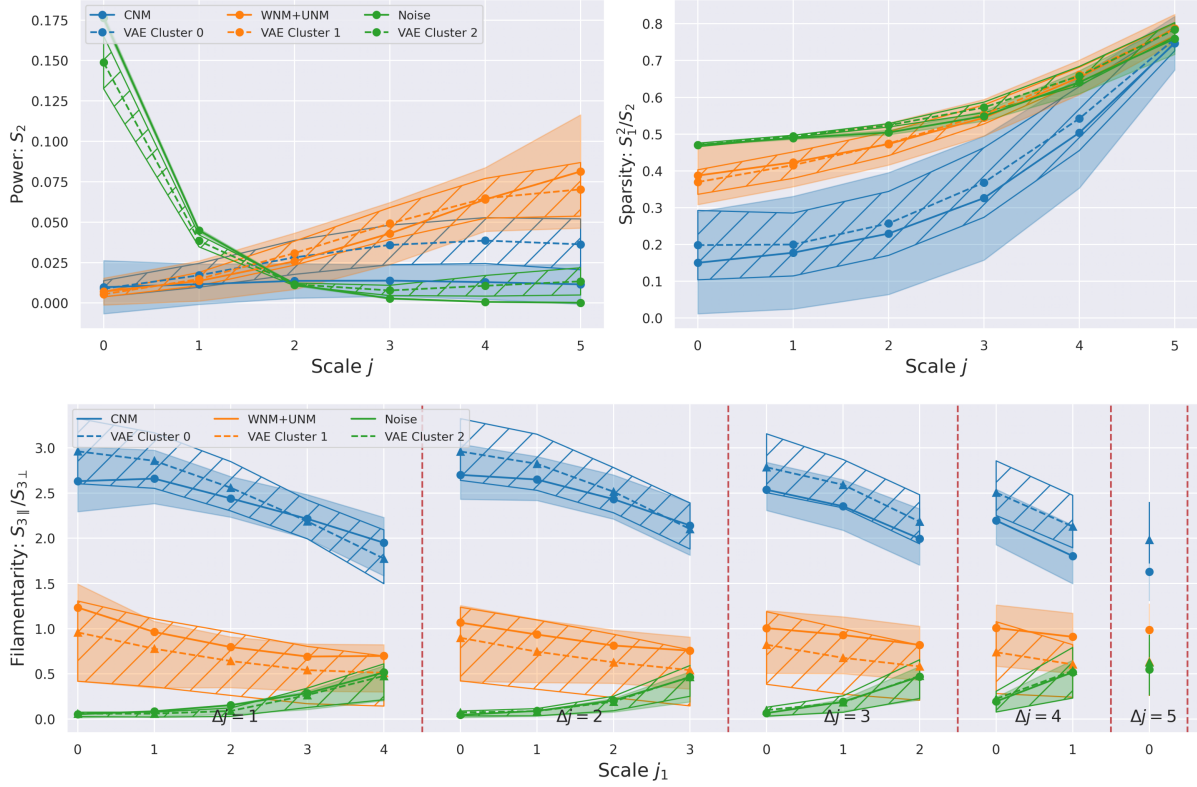 CNM WNM+UNM Noise
VAE Cluster 0 VAE Cluster 1 VAE Cluster 2
0.175
0.150
0.125
0.100
0.075
0.050
0.025
0.000
Power: S₂
0 1 2 3 4 5
Scale j
0.8
0.7
0.6
0.5
0.4
0.3
0.2
0.1
0.0
Sparsity: S₁²/S₂
0 1 2 3 4 5
Scale j
CNM WNM+UNM Noise
VAE Cluster 0 VAE Cluster 1 VAE Cluster 2
3.0
2.5
2.0
1.5
1.0
0.5
0.0
Filamentarity: S₃∥/S₃⊥
Δj = 1 Δj = 2 Δj = 3 Δj = 4 Δj = 5
0 1 2 3 4 0 1 2 3 0 1 2 0 1 0
Scale j₁